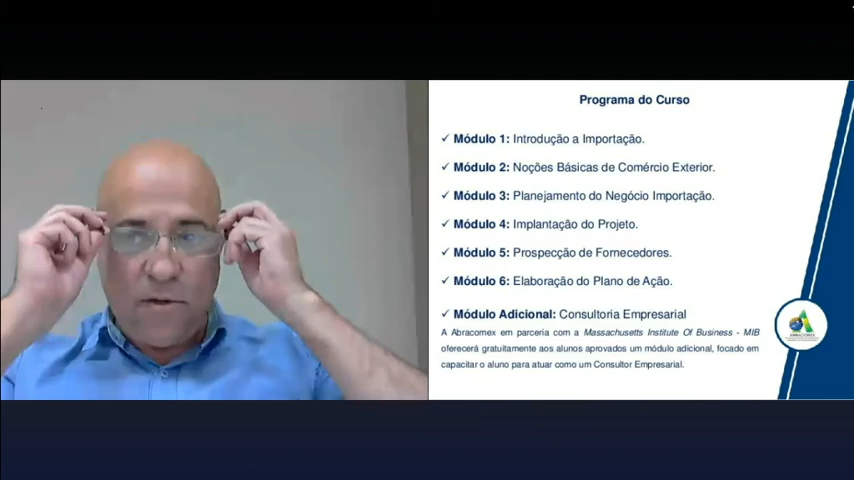 Programa do Curso
✓ Módulo 1: Introdução a Importação.
✓ Módulo 2: Noções Básicas de Comércio Exterior.
✓ Módulo 3: Planejamento do Negócio Importação.
✓ Módulo 4: Implantação do Projeto.
✓ Módulo 5: Prospecção de Fornecedores.
✓ Módulo 6: Elaboração do Plano de Ação.
✓ Módulo Adicional: Consultoria Empresarial
A Abracomex em parceria com a Massachusetts Institute Of Business - MIB
oferecerá gratuitamente aos alunos aprovados um módulo adicional, focado em
capacitar o aluno para atuar como um Consultor Empresarial.
ABRACOMEX